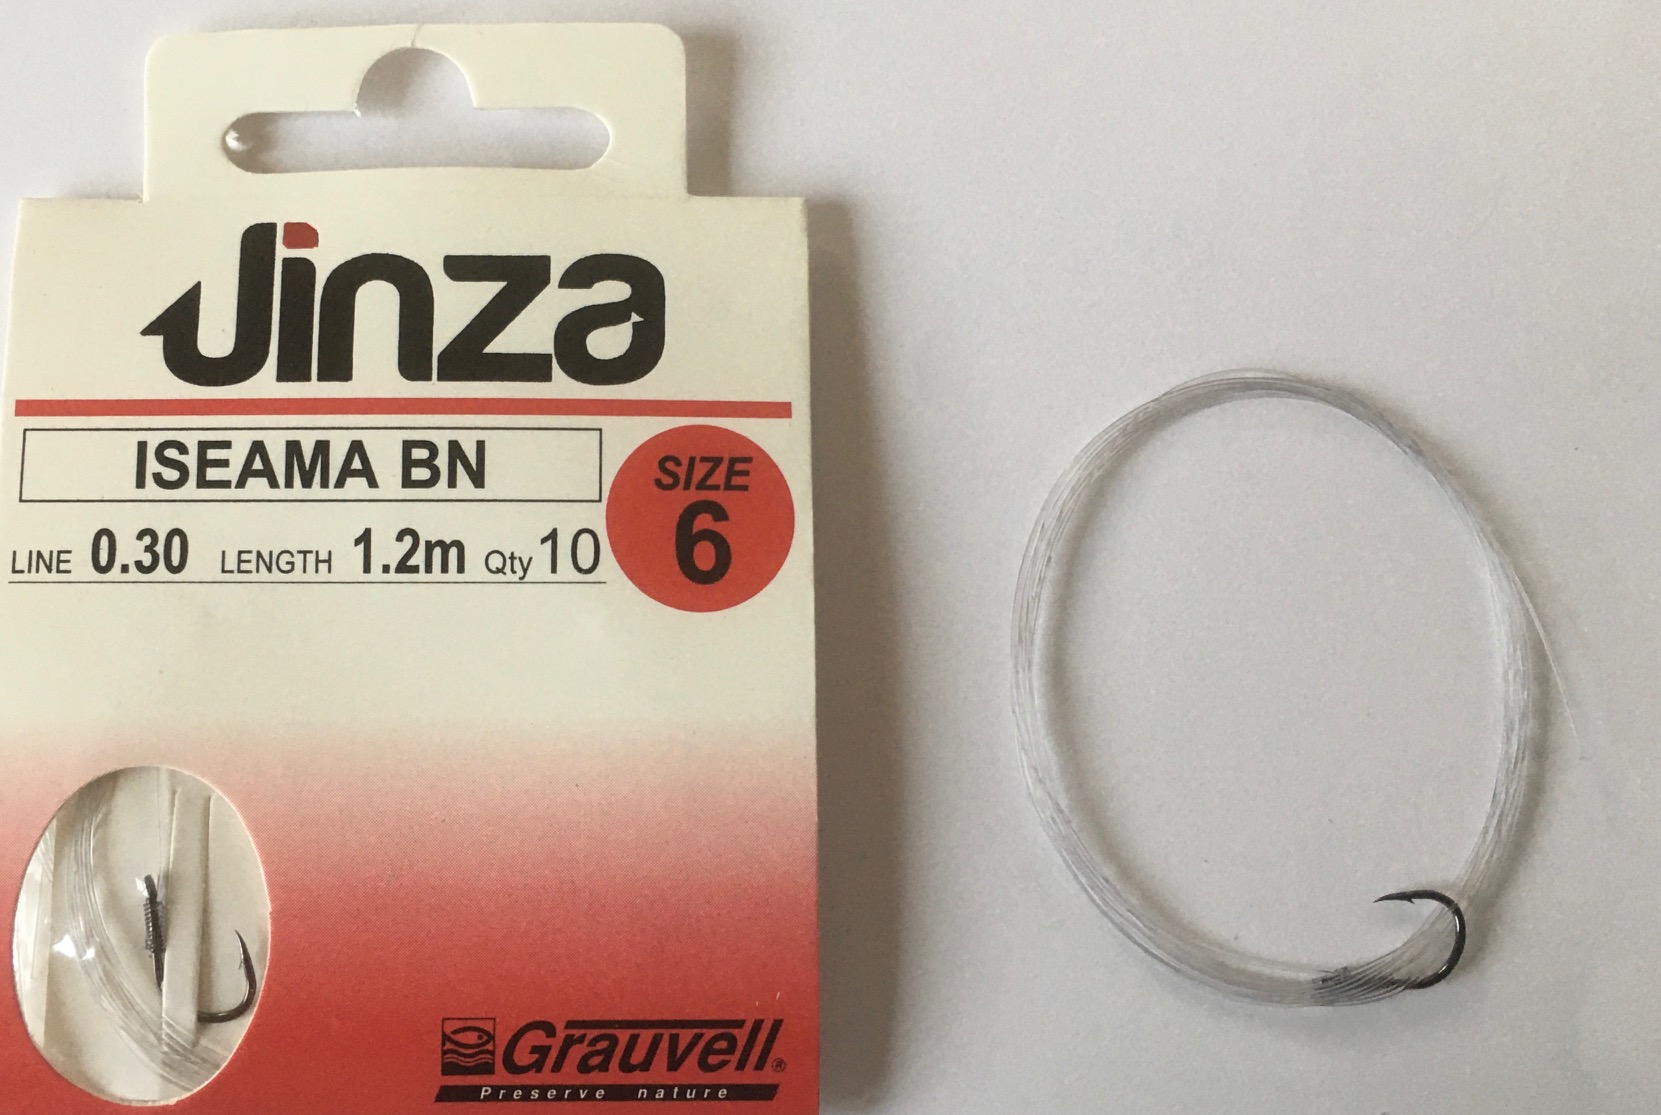 Jinza
ISEAMA BN
SIZE
6
LINE 0.30 LENGTH 1.2m Qty 10
Grauvell®
Preserve nature